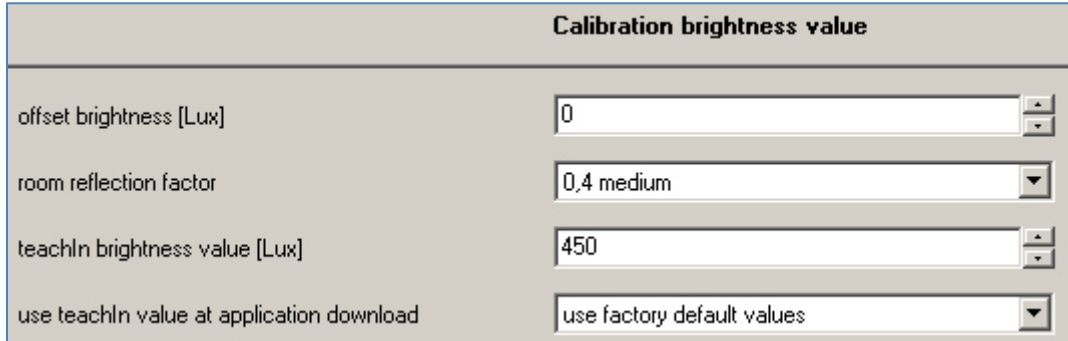 Calibration brightness value
offset brightness [Lux] 0
room reflection factor 0,4 medium
teachIn brightness value [Lux] 450
use teachIn value at application download use factory default values